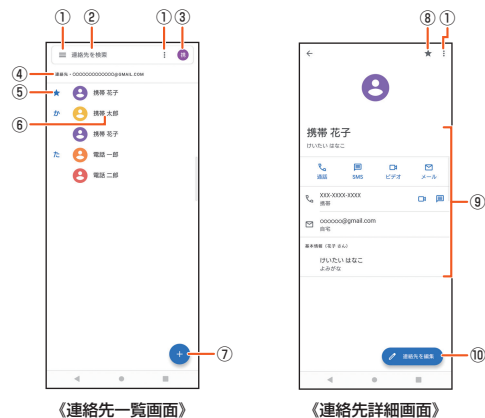 ① ② ① ③
連絡先を検索 携
④ 連絡先 - OOOOOOOOOOOOO@GMAIL.COM
⑤ 携帯 花子
か 携帯 太郎
⑥
携帯 花子
た 電話 一郎
電話 二郎
+ ⑦
《連絡先一覧画面》
⑧ ①
携帯 花子
けいたい はなこ
通話 SMS ビデオ メール
XXX-XXXX-XXXX
携帯
⑨
oooooo@gmail.com
自宅
基本情報(花子 さん)
けいたい はなこ
よみがな
連絡先を編集 ⑩
《連絡先詳細画面》